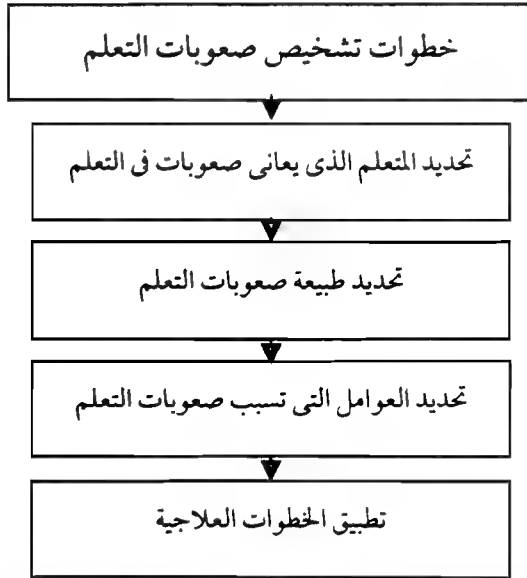 خطوات تشخيص صعوبات التعلم
تحديد المتعلم الذى يعانى صعوبات فى التعلم
تحديد طبيعة صعوبات التعلم
تحديد العوامل التى تسبب صعوبات التعلم
تطبيق الخطوات العلاجية